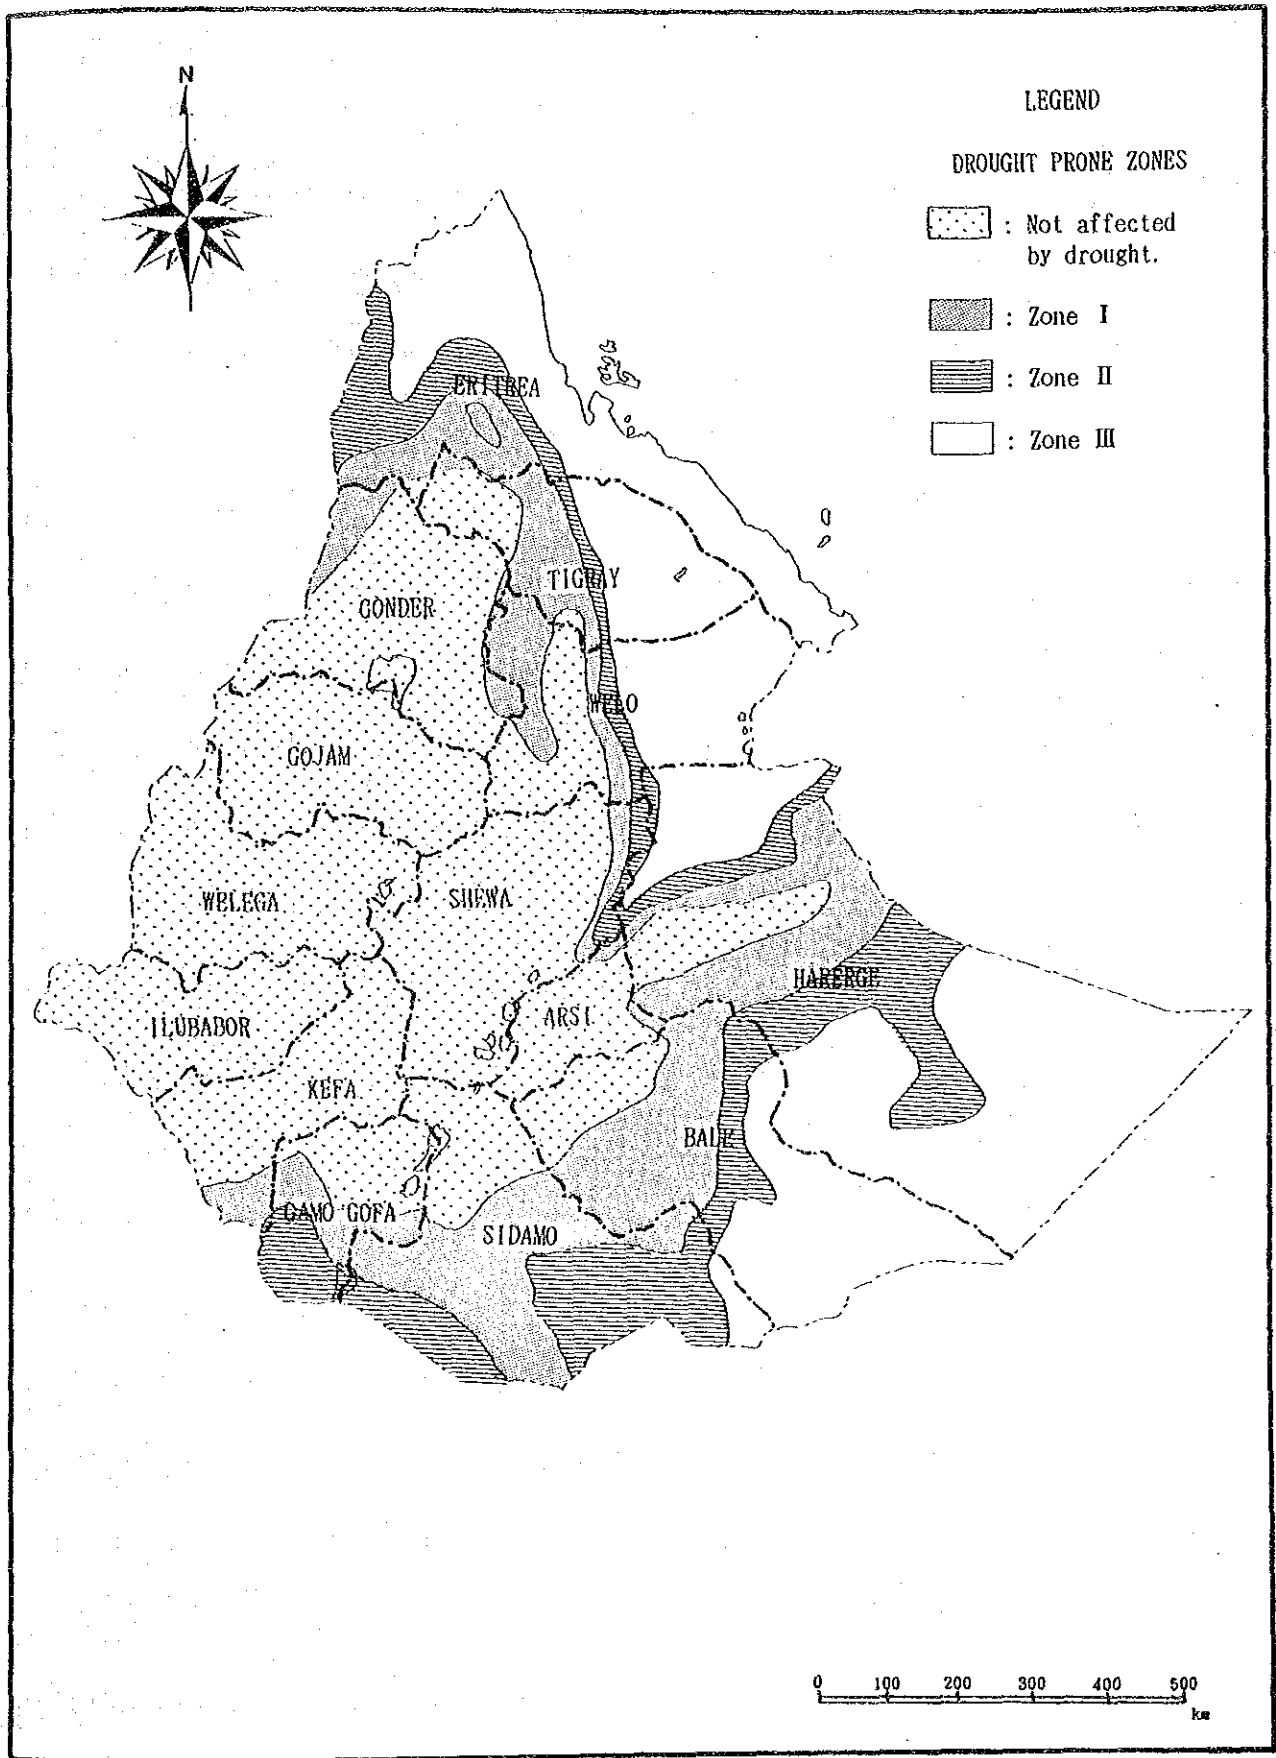 N
LEGEND
DROUGHT PRONE ZONES
: Not affected
by drought.
: Zone I
: Zone II
: Zone III
ERITREA
TIGRAY
GONDER
WELO
GOJAM
WELEGA
SHEWA
HARERGE
ILUBABOR
ARSI
KEFA
BALE
GAMO GOFA
SIDAMO
0 100 200 300 400 500
km